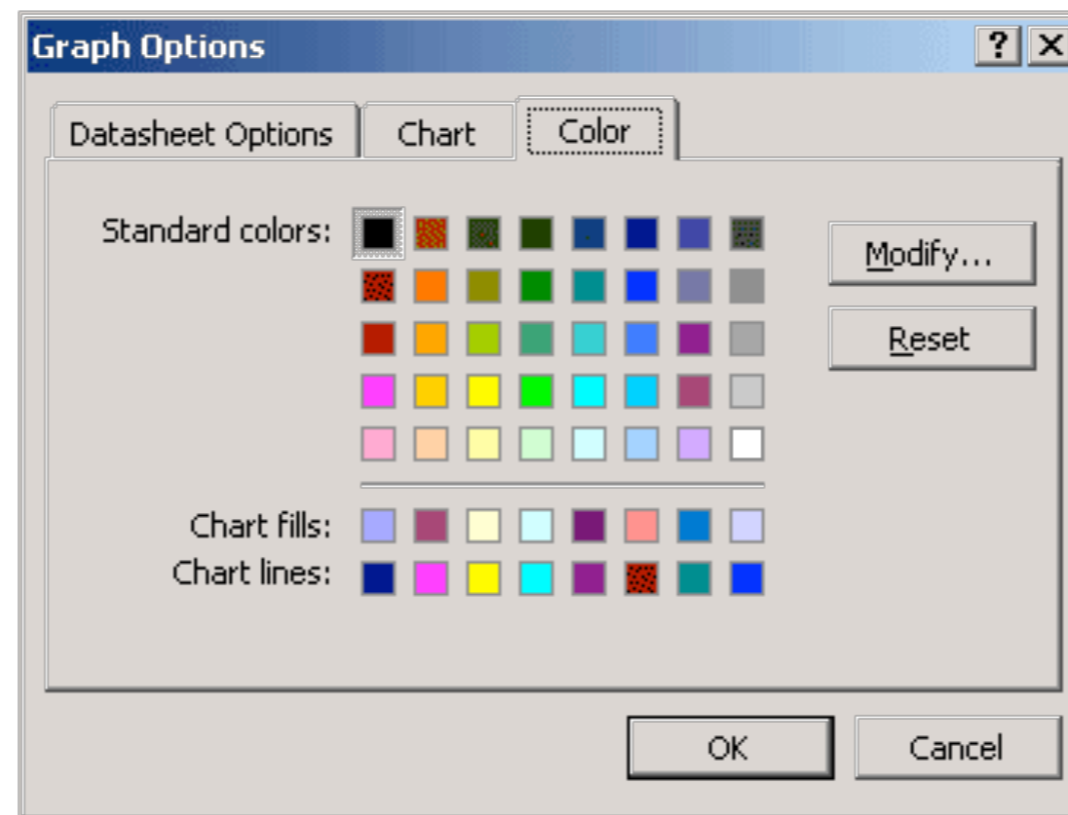 Graph Options
Datasheet Options Chart Color
Standard colors:
Modify...
Reset
Chart fills:
Chart lines:
OK Cancel